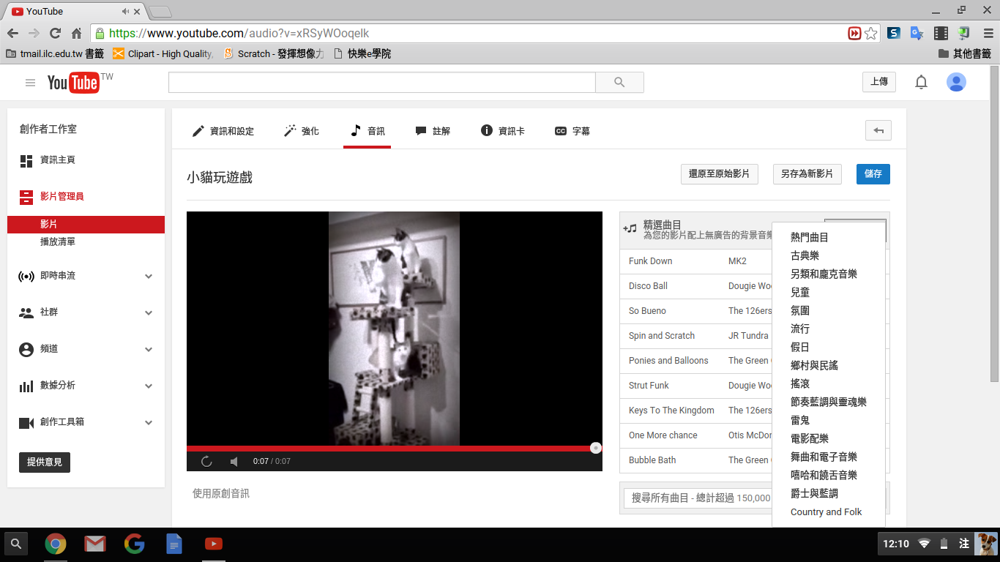 YouTube
https://www.youtube.com/audio?v=xRSyWOoqeIk
tmail.ilc.edu.tw 書籤
Clipart - High Quality,
Scratch - 發揮想像力
快樂e學院
其他書籤
YouTube TW
上傳
創作者工作室
資訊主頁
影片管理員
影片
播放清單
即時串流
社群
頻道
數據分析
創作工具箱
提供意見
資訊和設定
強化
音訊
註解
資訊卡
CC 字幕
小貓玩遊戲
還原至原始影片
另存為新影片
儲存
0:07 / 0:07
使用原創音訊
精選曲目
為您的影片配上無廣告的背景音樂
Funk Down MK2
Disco Ball Dougie Woo
So Bueno The 126ers
Spin and Scratch JR Tundra
Ponies and Balloons The Green
Strut Funk Dougie Woo
Keys To The Kingdom The 126ers
One More chance Otis McDon
Bubble Bath The Green
搜尋所有曲目 - 總計超過 150,000
熱門曲目
古典樂
另類和龐克音樂
兒童
氛圍
流行
假日
鄉村與民謠
搖滾
節奏藍調與靈魂樂
雷鬼
電影配樂
舞曲和電子音樂
嘻哈和饒舌音樂
爵士與藍調
Country and Folk
12:10
注